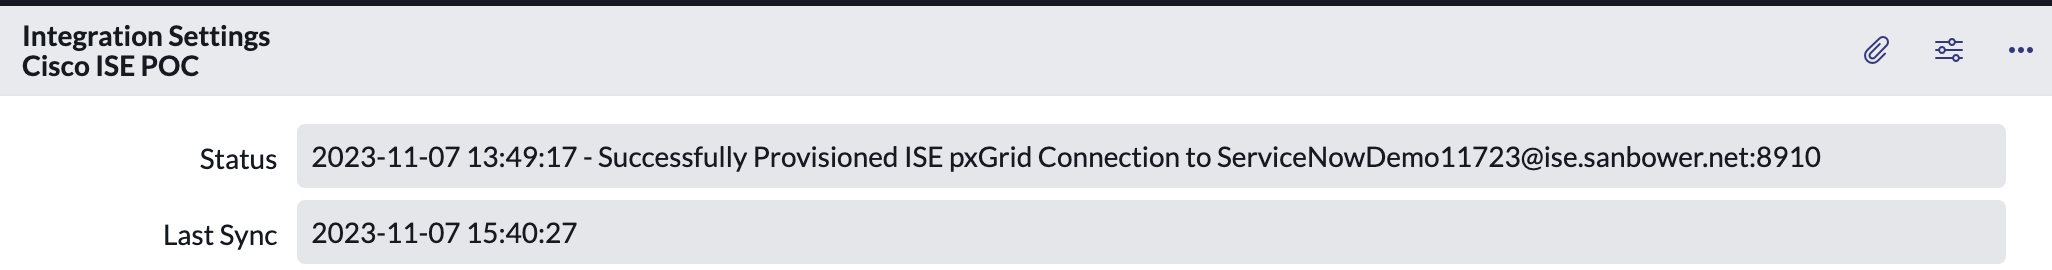 Integration Settings
Cisco ISE POC
Status 2023-11-07 13:49:17 - Successfully Provisioned ISE pxGrid Connection to ServiceNowDemo11723@ise.sanbower.net:8910
Last Sync 2023-11-07 15:40:27